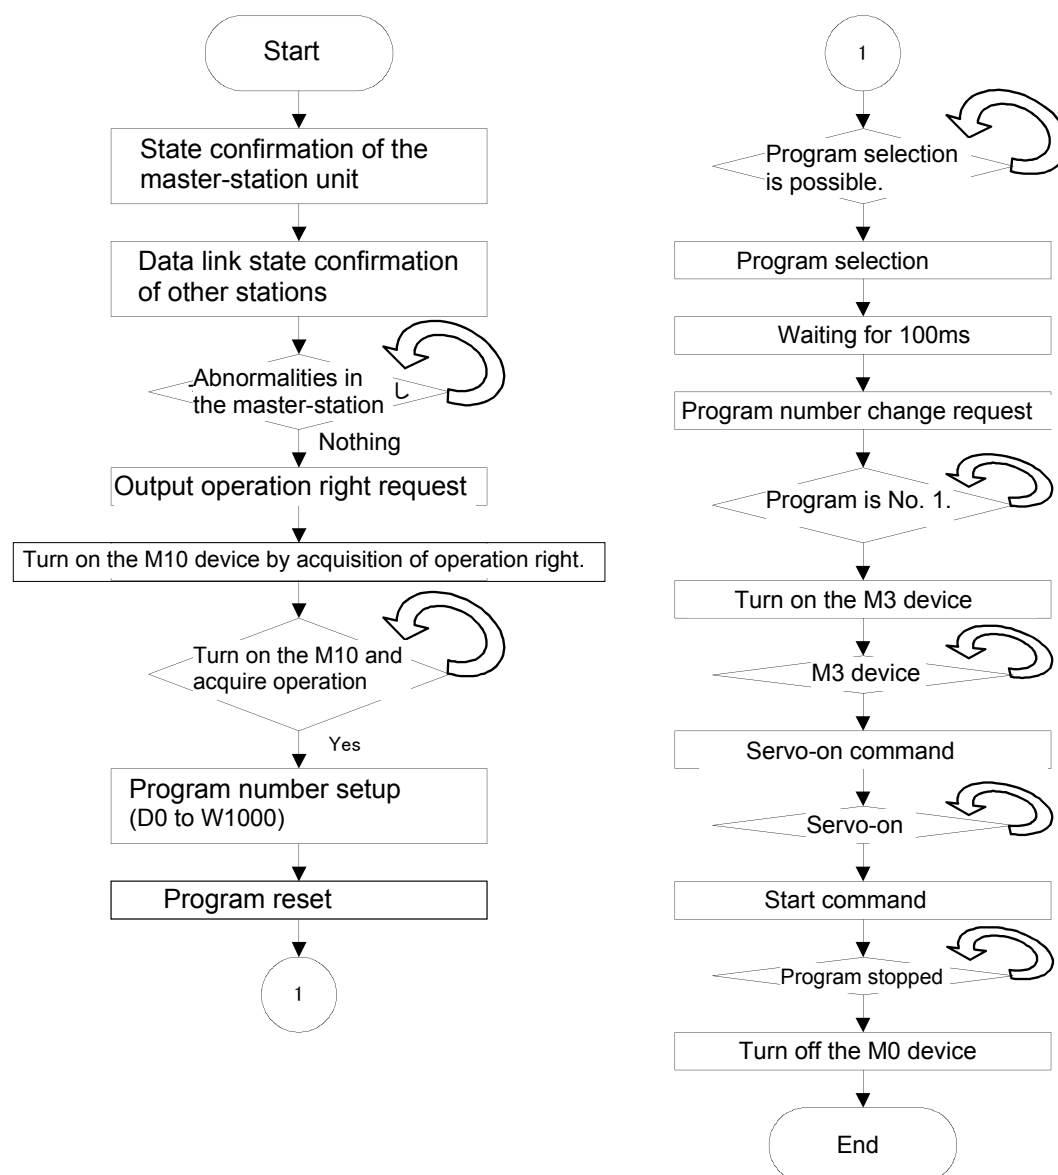 Start
State confirmation of the
master-station unit
Data link state confirmation
of other stations
Abnormalities in し
the master-station
Nothing
Output operation right request
Turn on the M10 device by acquisition of operation right.
Turn on the M10 and
acquire operation
Yes
Program number setup
(D0 to W1000)
Program reset
1
1
Program selection
is possible.
Program selection
Waiting for 100ms
Program number change request
Program is No. 1.
Turn on the M3 device
M3 device
Servo-on command
Servo-on
Start command
Program stopped
Turn off the M0 device
End